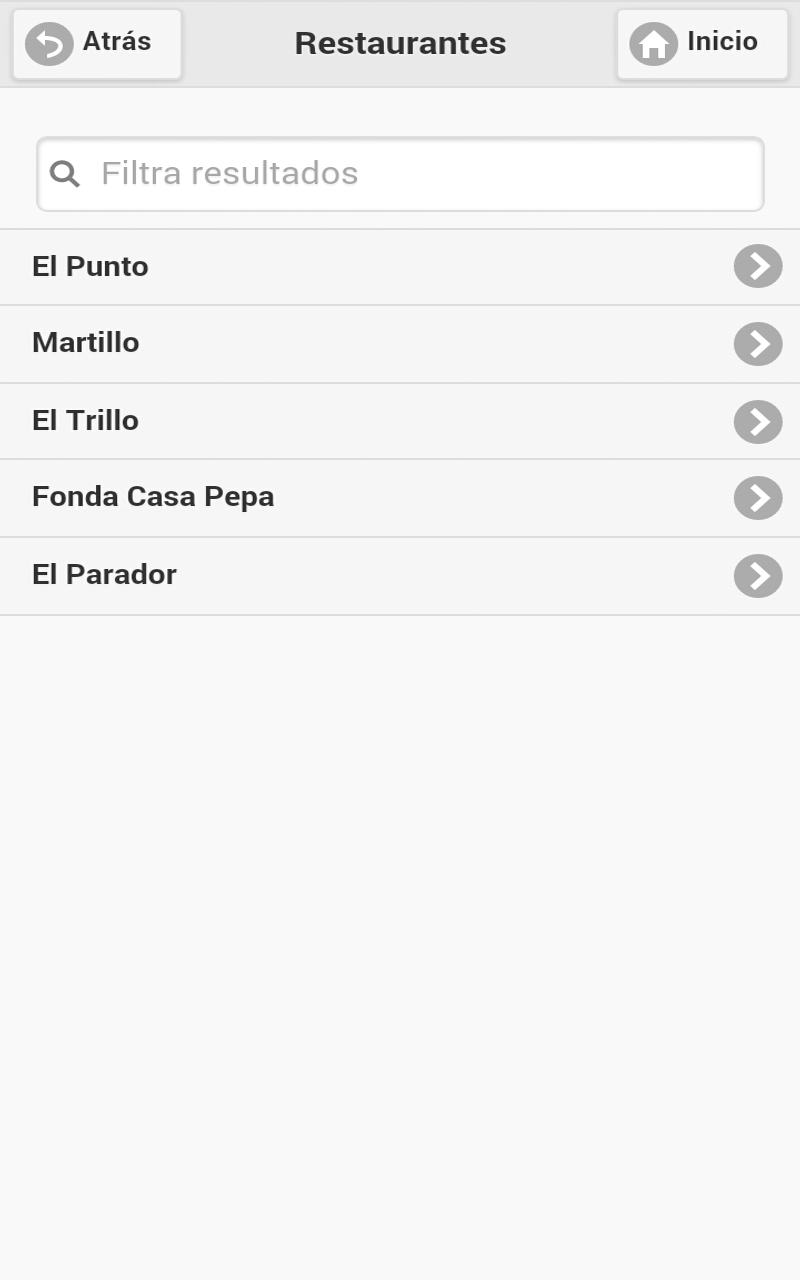 Atrás
Restaurantes
Inicio
Filtra resultados
El Punto
Martillo
El Trillo
Fonda Casa Pepa
El Parador